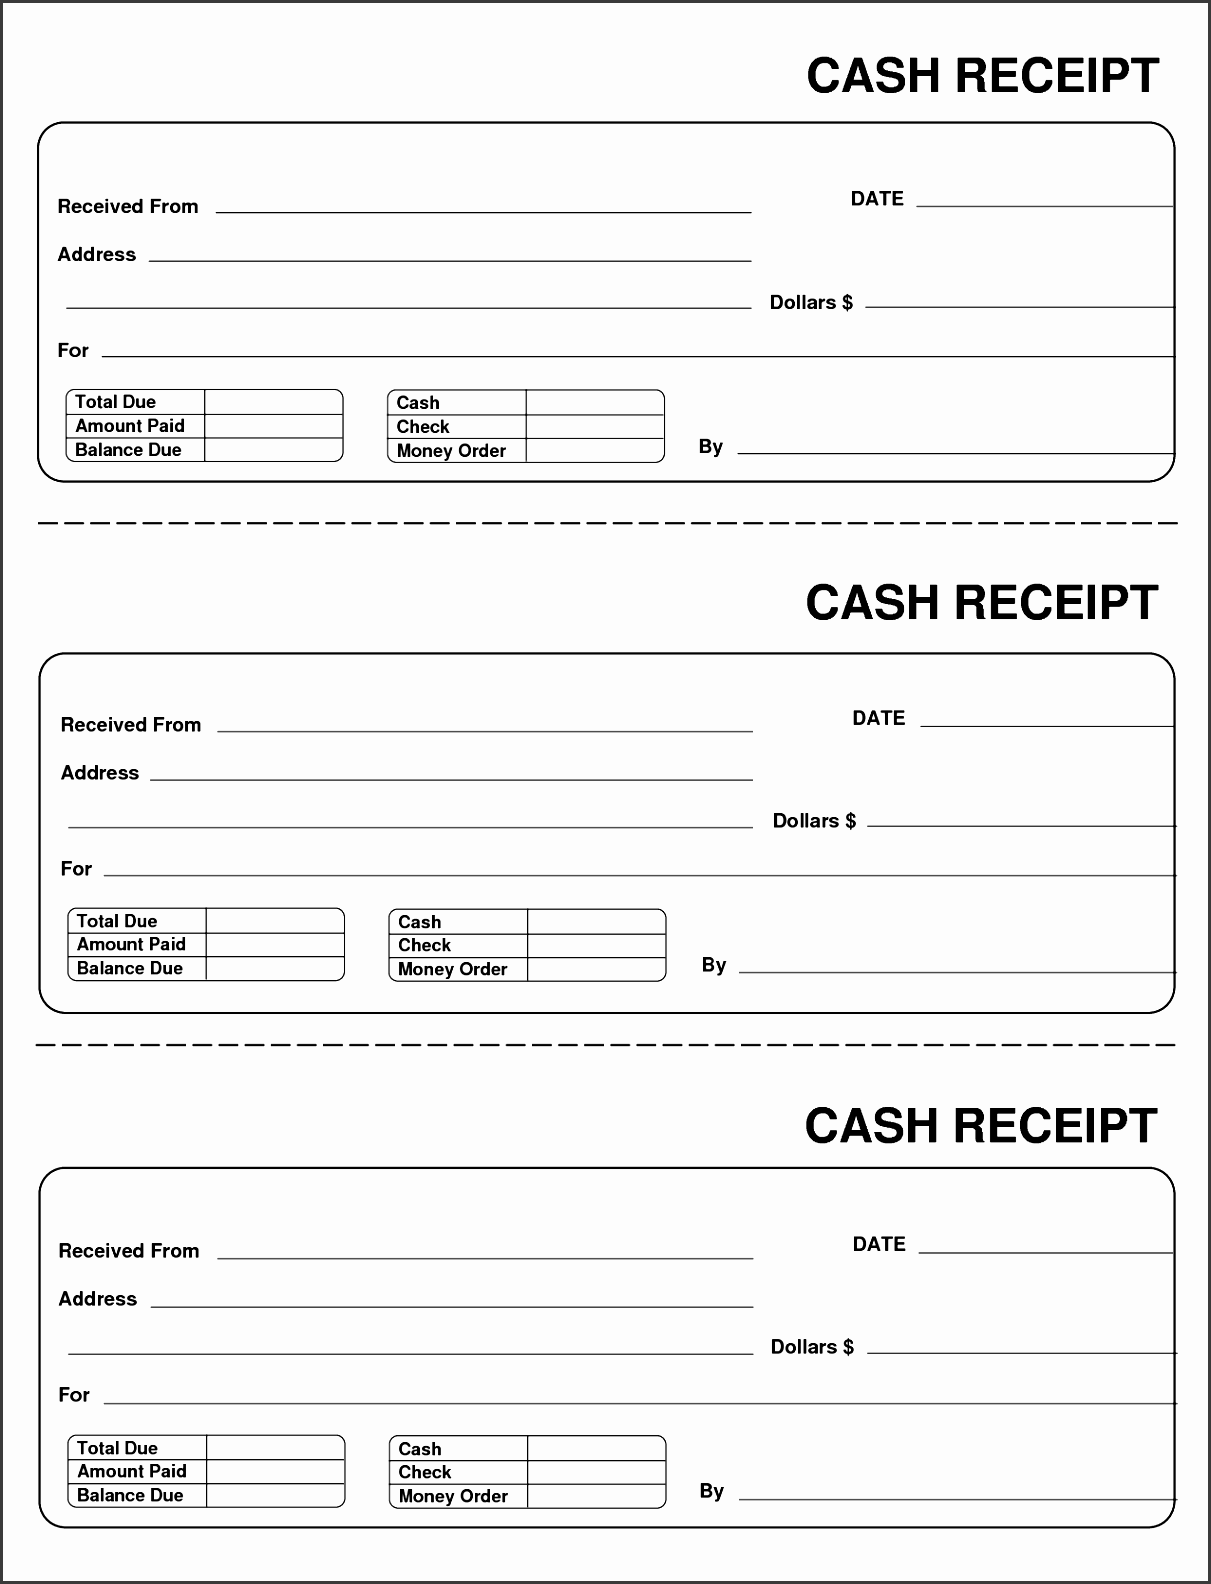 CASH RECEIPT
Received From DATE
Address
Dollars $
For
Total Due Cash
Amount Paid Check
Balance Due Money Order By
CASH RECEIPT
Received From DATE
Address
Dollars $
For
Total Due Cash
Amount Paid Check
Balance Due Money Order By
CASH RECEIPT
Received From DATE
Address
Dollars $
For
Total Due Cash
Amount Paid Check
Balance Due Money Order By